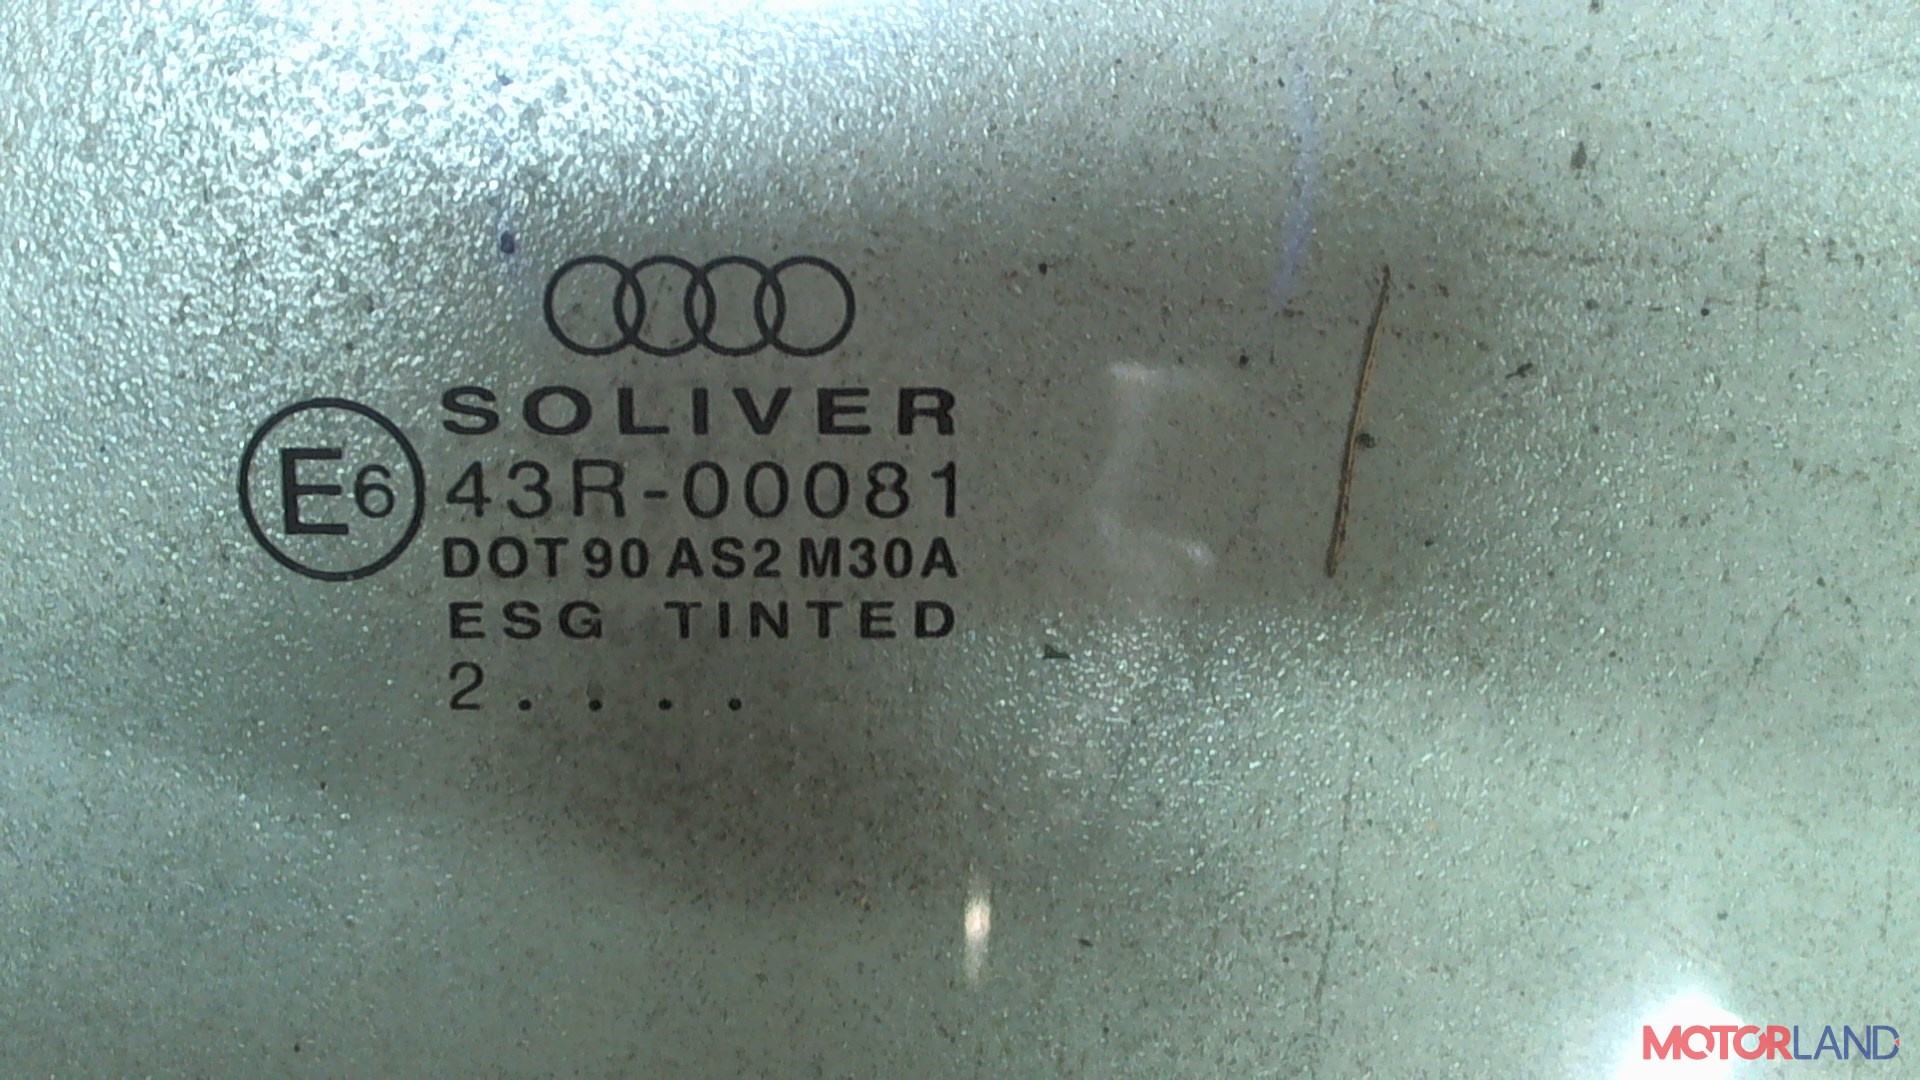 SOLIVER
E6 43R-00081
DOT 90 AS2 M30A
ESG TINTED
2 . . . .
MOTORLAND